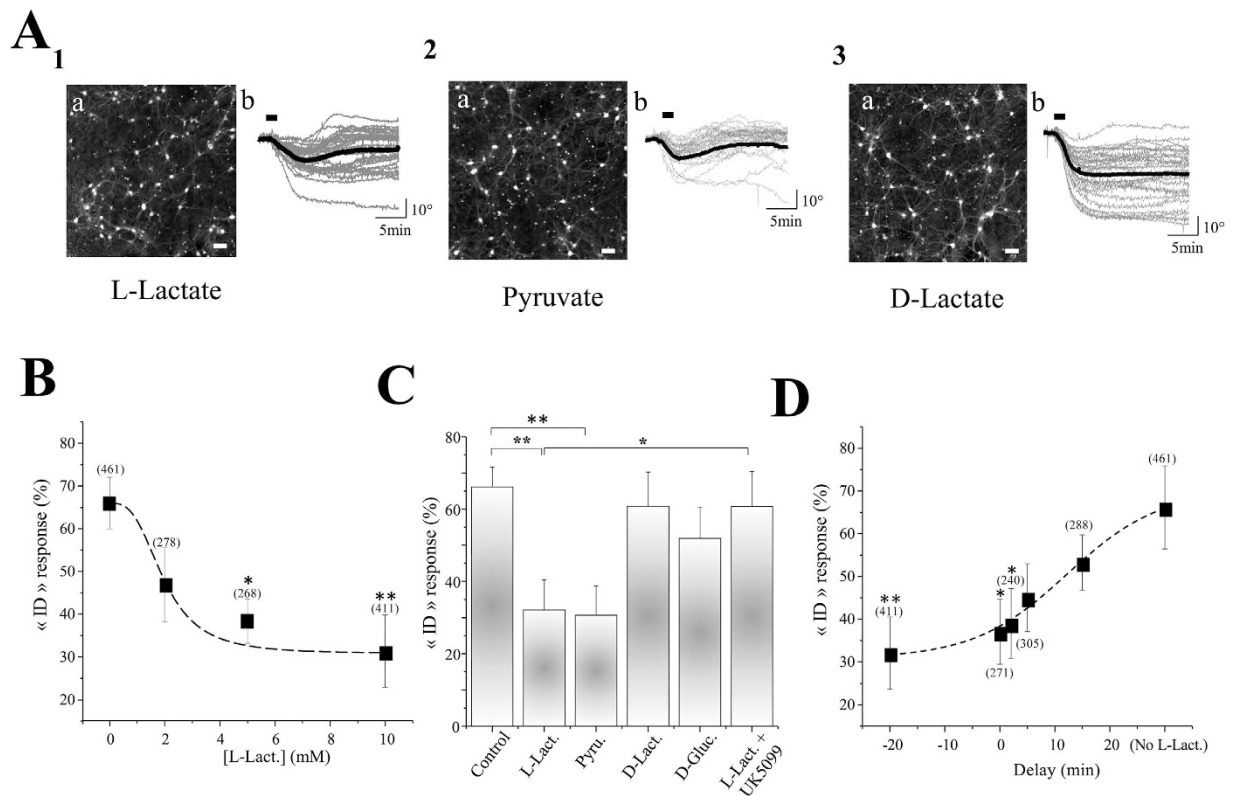 A
1
a
b
10°
5min
L-Lactate
2
a
b
10°
5min
Pyruvate
3
a
b
10°
5min
D-Lactate
B
« ID » response (%)
80
70
60
50
40
30
20
(461)
(278)
*
(268)
**
(411)
0 2 4 6 8 10
[L-Lact.] (mM)
C
« ID » response (%)
80
60
40
20
0
**
**
*
Control
L-Lact.
Pyru.
D-Lact.
D-Gluc.
L-Lact. +
UK5099
D
« ID » response (%)
80
70
60
50
40
30
20
**
(411)
*
(271)
*
(240)
(305)
(288)
(461)
-20 -10 0 10 20 (No L-Lact.)
Delay (min)